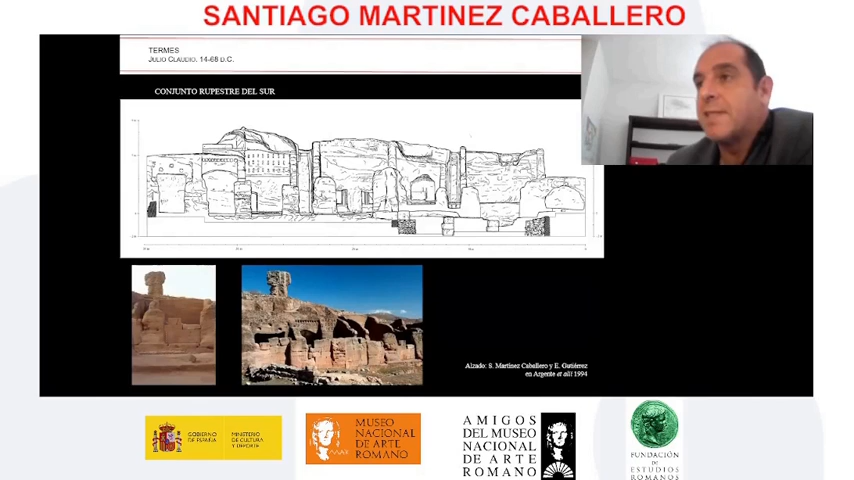 SANTIAGO MARTINEZ CABALLERO
TERMES
JULIO CLAUDIO. 14-68 D.C.
CONJUNTO RUPESTRE DEL SUR
Alzado: S. Martínez Caballero y E. Gutiérez
en Argente et alii 1994
GOBIERNO
DE ESPAÑA
MINISTERIO
DE CULTURA
Y DEPORTE
MUSEO
NACIONAL
DE ARTE
ROMANO
AMIGOS
DEL MUSEO
NACIONAL
DE ARTE
ROMANO
FUNDACIÓN
DE
ESTUDIOS
ROMANOS